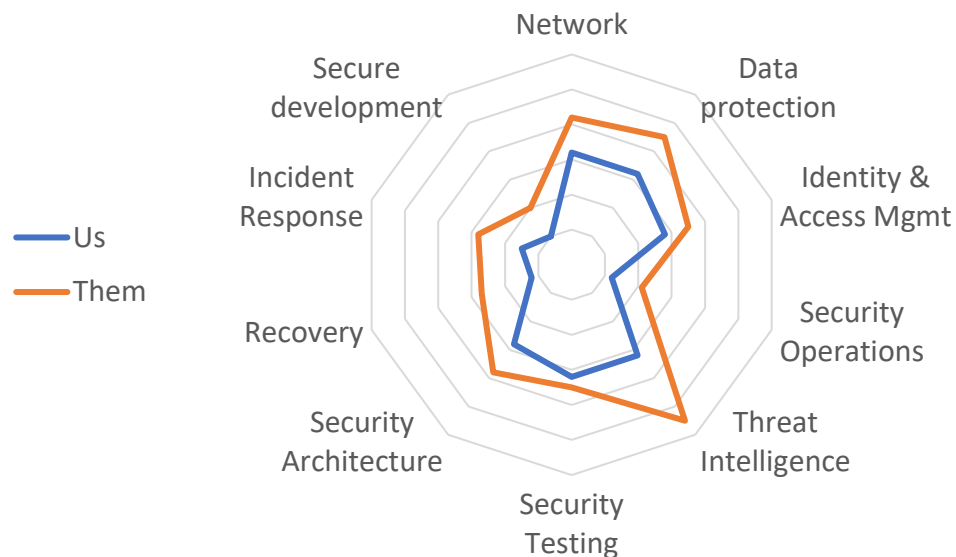 Network
Data
protection
Identity &
Access Mgmt
Security
Operations
Threat
Intelligence
Security
Testing
Security
Architecture
Recovery
Incident
Response
Secure
development
Us
Them